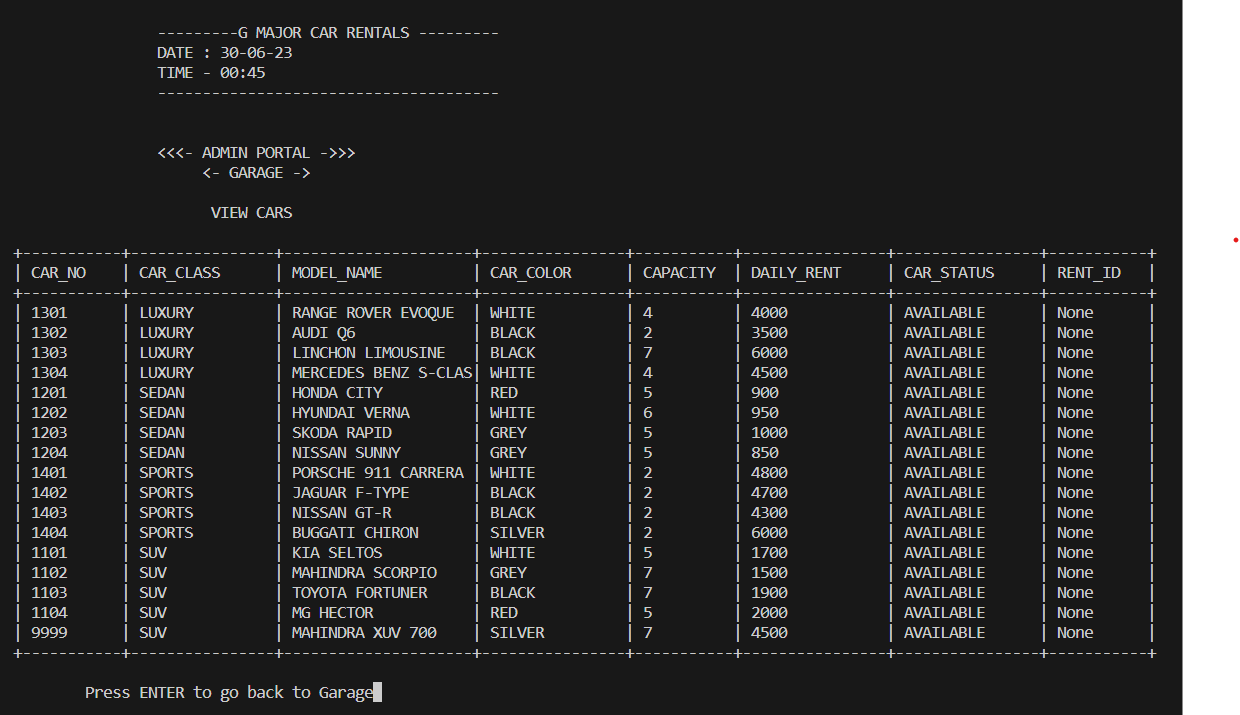 ---------G MAJOR CAR RENTALS ---------
DATE : 30-06-23
TIME - 00:45
--------------------------------------
<<<- ADMIN PORTAL ->>>
<- GARAGE ->
VIEW CARS
+-----------+----------------+---------------------+----------------+-----------+----------------+----------------+-----------+
| CAR_NO | CAR_CLASS | MODEL_NAME | CAR_COLOR | CAPACITY | DAILY_RENT | CAR_STATUS | RENT_ID |
+-----------+----------------+---------------------+----------------+-----------+----------------+----------------+-----------+
| 1301 | LUXURY | RANGE ROVER EVOQUE | WHITE | 4 | 4000 | AVAILABLE | None |
| 1302 | LUXURY | AUDI Q6 | BLACK | 2 | 3500 | AVAILABLE | None |
| 1303 | LUXURY | LINCHON LIMOUSINE | BLACK | 7 | 6000 | AVAILABLE | None |
| 1304 | LUXURY | MERCEDES BENZ S-CLAS| WHITE | 4 | 4500 | AVAILABLE | None |
| 1201 | SEDAN | HONDA CITY | RED | 5 | 900 | AVAILABLE | None |
| 1202 | SEDAN | HYUNDAI VERNA | WHITE | 6 | 950 | AVAILABLE | None |
| 1203 | SEDAN | SKODA RAPID | GREY | 5 | 1000 | AVAILABLE | None |
| 1204 | SEDAN | NISSAN SUNNY | GREY | 5 | 850 | AVAILABLE | None |
| 1401 | SPORTS | PORSCHE 911 CARRERA | WHITE | 2 | 4800 | AVAILABLE | None |
| 1402 | SPORTS | JAGUAR F-TYPE | BLACK | 2 | 4700 | AVAILABLE | None |
| 1403 | SPORTS | NISSAN GT-R | BLACK | 2 | 4300 | AVAILABLE | None |
| 1404 | SPORTS | BUGGATI CHIRON | SILVER | 2 | 6000 | AVAILABLE | None |
| 1101 | SUV | KIA SELTOS | WHITE | 5 | 1700 | AVAILABLE | None |
| 1102 | SUV | MAHINDRA SCORPIO | GREY | 7 | 1500 | AVAILABLE | None |
| 1103 | SUV | TOYOTA FORTUNER | BLACK | 7 | 1900 | AVAILABLE | None |
| 1104 | SUV | MG HECTOR | RED | 5 | 2000 | AVAILABLE | None |
| 9999 | SUV | MAHINDRA XUV 700 | SILVER | 7 | 4500 | AVAILABLE | None |
+-----------+----------------+---------------------+----------------+-----------+----------------+----------------+-----------+
Press ENTER to go back to Garage